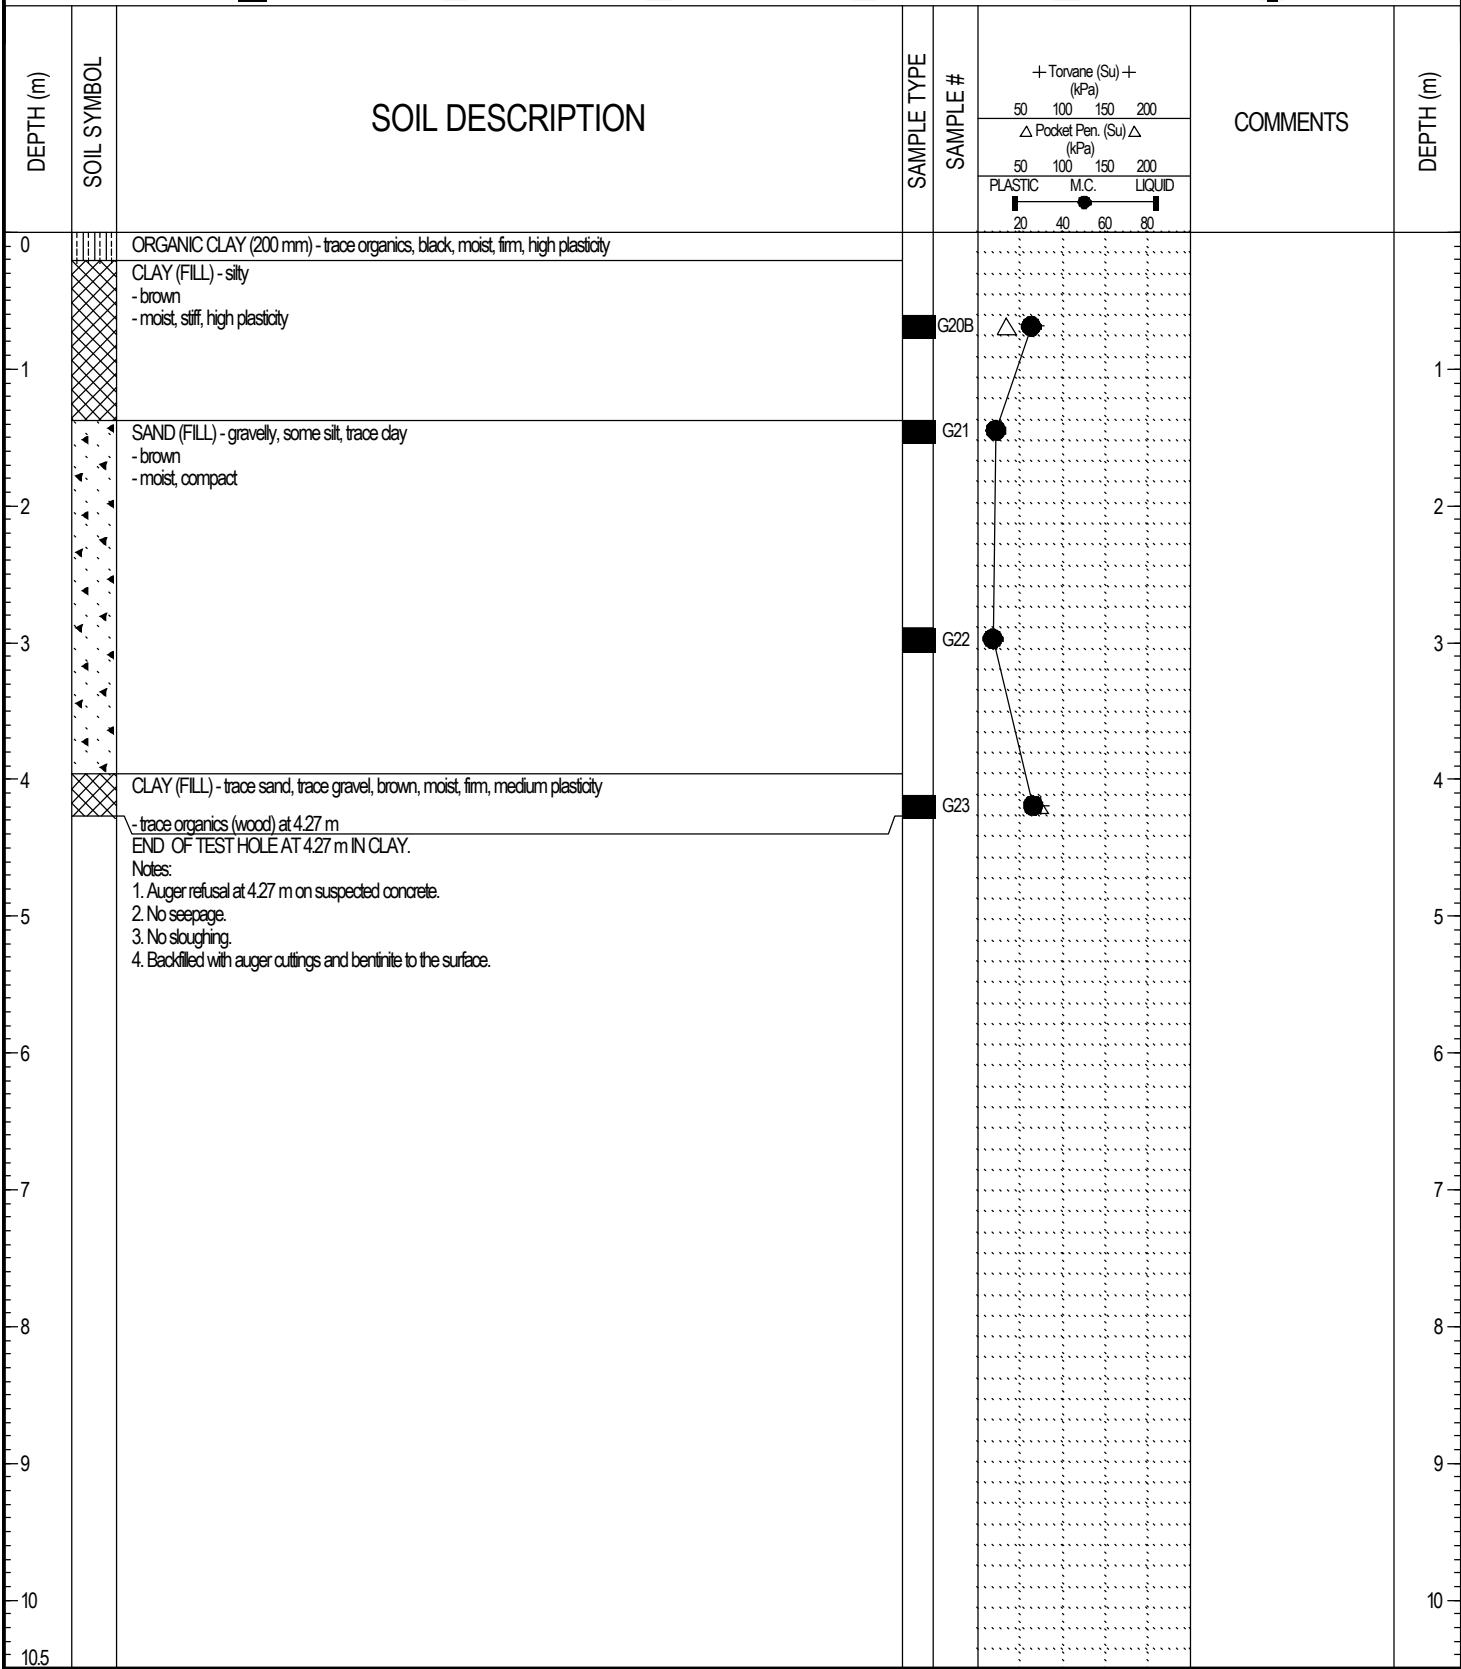 DEPTH (m)
SOIL SYMBOL
SOIL DESCRIPTION
SAMPLE TYPE
SAMPLE #
+ Torvane (Su) +
(kPa)
50 100 150 200
△ Pocket Pen. (Su) △
(kPa)
50 100 150 200
PLASTIC M.C. LIQUID
20 40 60 80
COMMENTS
DEPTH (m)
0
ORGANIC CLAY (200 mm) - trace organics, black, moist, firm, high plasticity
CLAY (FILL) - silty
- brown
- moist, stiff, high plasticity
G20B
1 1
SAND (FILL) - gravelly, some silt, trace clay
G21
- brown
- moist, compact
2 2
G22
3 3
4 4
CLAY (FILL) - trace sand, trace gravel, brown, moist, firm, medium plasticity
G23
- trace organics (wood) at 4.27 m
END OF TEST HOLE AT 4.27 m IN CLAY.
Notes:
1. Auger refusal at 4.27 m on suspected concrete.
2. No seepage.
5 5
3. No sloughing.
4. Backfilled with auger cuttings and bentinite to the surface.
6 6
7 7
8 8
9 9
10 10
10.5